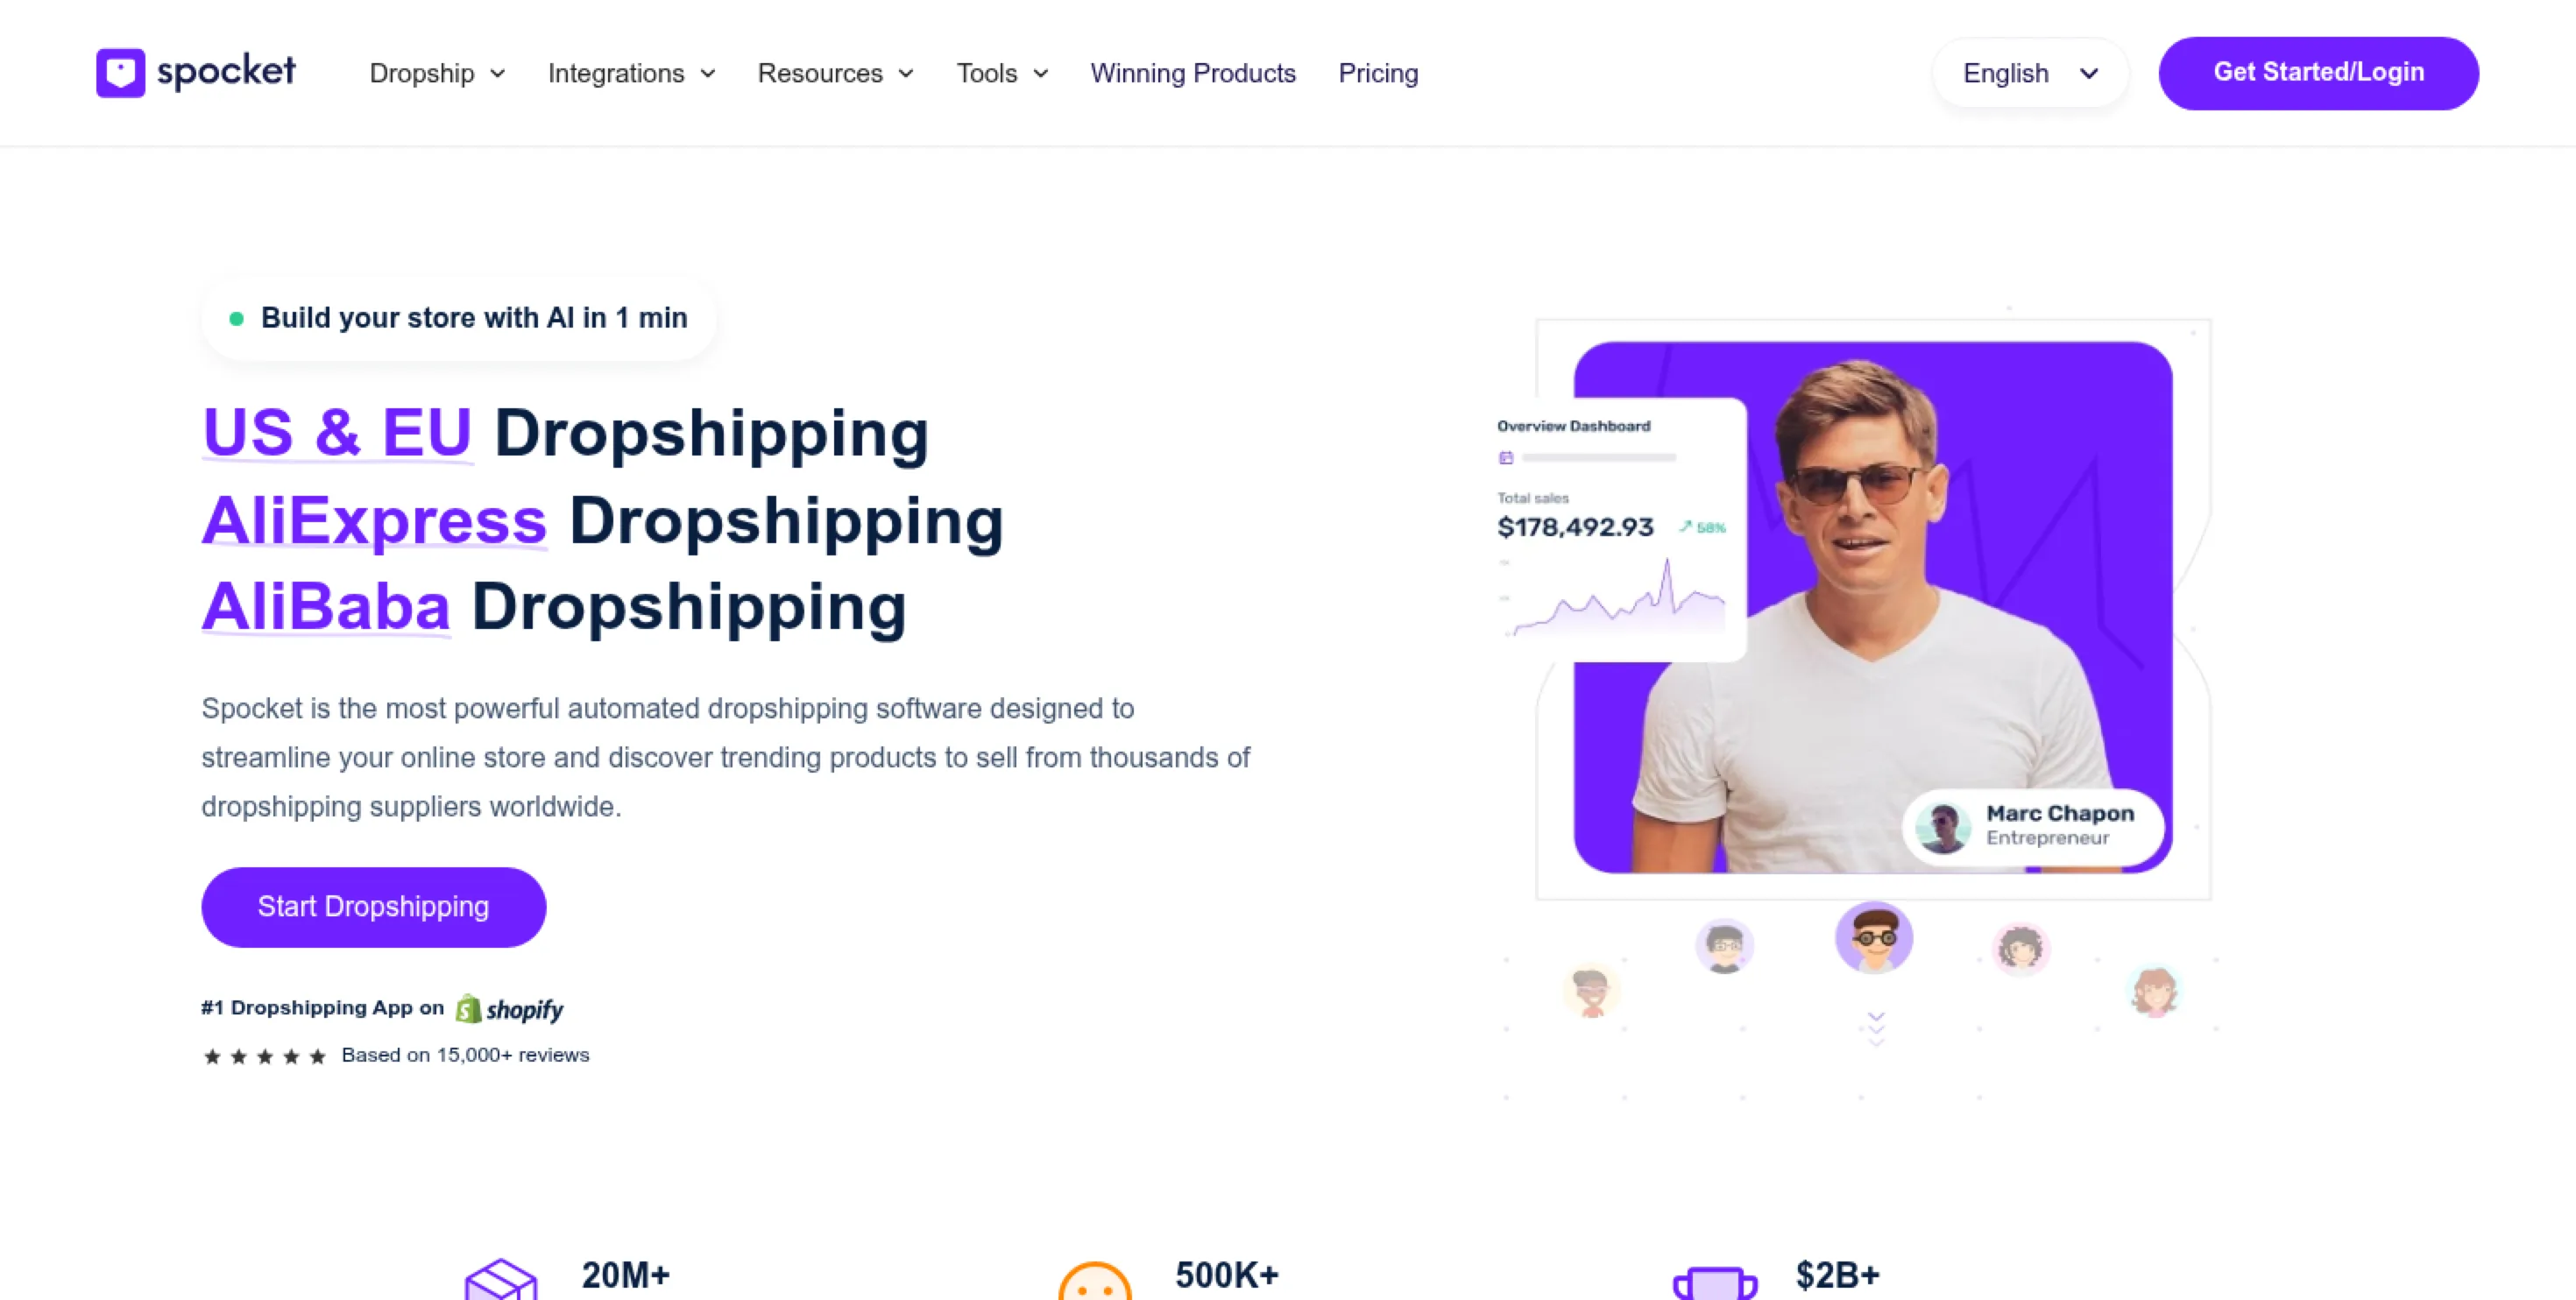 spocket
Dropship
Integrations
Resources
Tools
Winning Products
Pricing
English
Get Started/Login
Build your store with AI in 1 min
US & EU Dropshipping
AliExpress Dropshipping
AliBaba Dropshipping
Spocket is the most powerful automated dropshipping software designed to
streamline your online store and discover trending products to sell from thousands of
dropshipping suppliers worldwide.
Start Dropshipping
#1 Dropshipping App on shopify
Based on 15,000+ reviews
Overview Dashboard
Total sales
$178,492.93 58%
Marc Chapon
Entrepreneur
20M+
500K+
$2B+